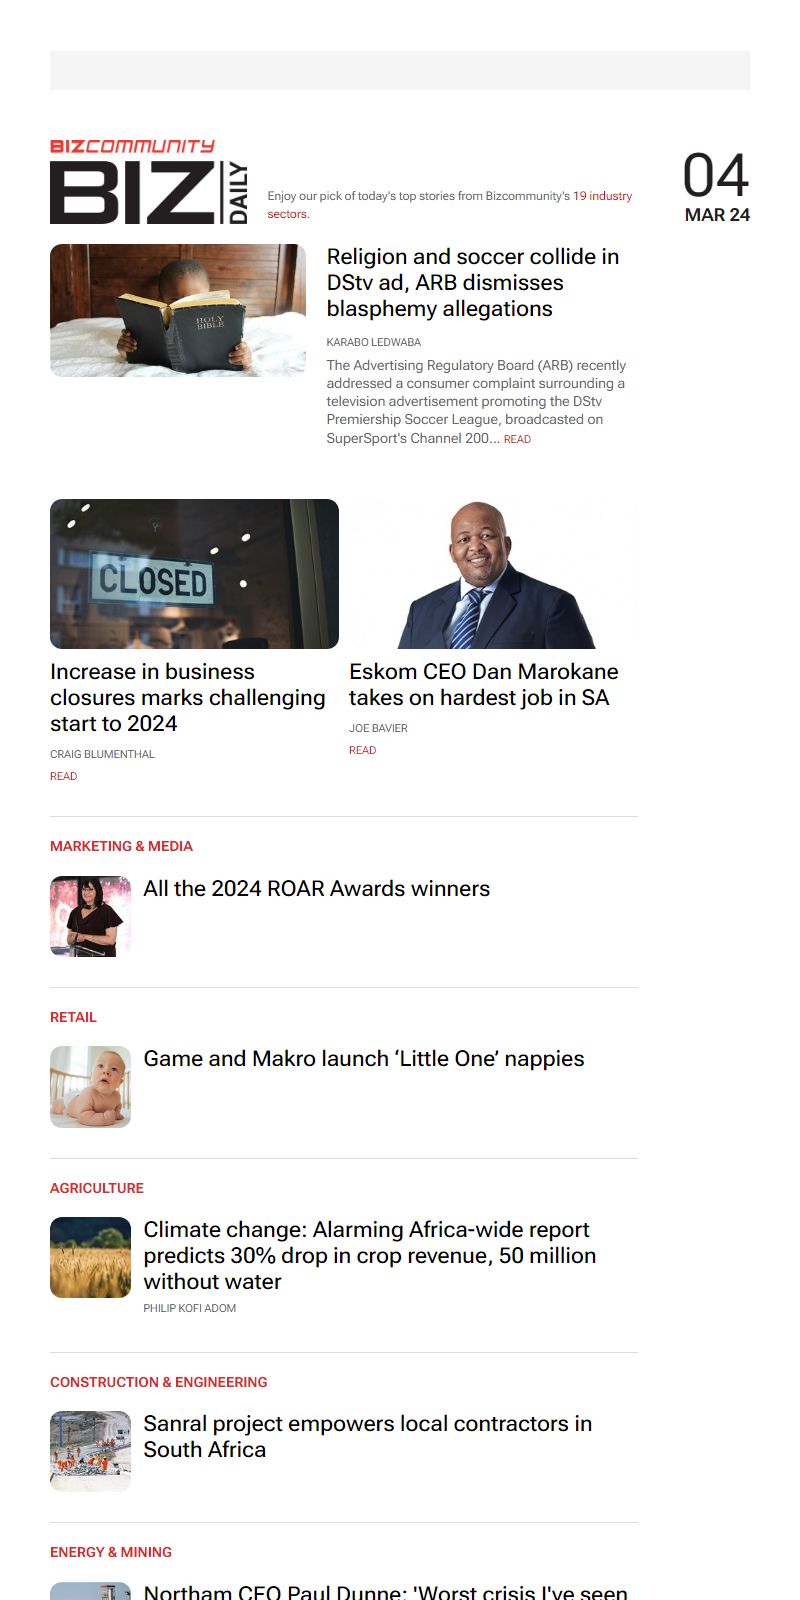 BIZCOMMUNITY
BIZ DAILY
Enjoy our pick of today's top stories from Bizcommunity's 19 industry
sectors.
04
MAR 24
HOLY
BIBLE
Religion and soccer collide in
DStv ad, ARB dismisses
blasphemy allegations
KARABO LEDWABA
The Advertising Regulatory Board (ARB) recently
addressed a consumer complaint surrounding a
television advertisement promoting the DStv
Premiership Soccer League, broadcasted on
SuperSport's Channel 200... READ
CLOSED
Increase in business
closures marks challenging
start to 2024
CRAIG BLUMENTHAL
READ
Eskom CEO Dan Marokane
takes on hardest job in SA
JOE BAVIER
READ
MARKETING & MEDIA
All the 2024 ROAR Awards winners
RETAIL
Game and Makro launch ‘Little One’ nappies
AGRICULTURE
Climate change: Alarming Africa-wide report
predicts 30% drop in crop revenue, 50 million
without water
PHILIP KOFI ADOM
CONSTRUCTION & ENGINEERING
Sanral project empowers local contractors in
South Africa
ENERGY & MINING
Northam CEO Paul Dunne: 'Worst crisis I've seen